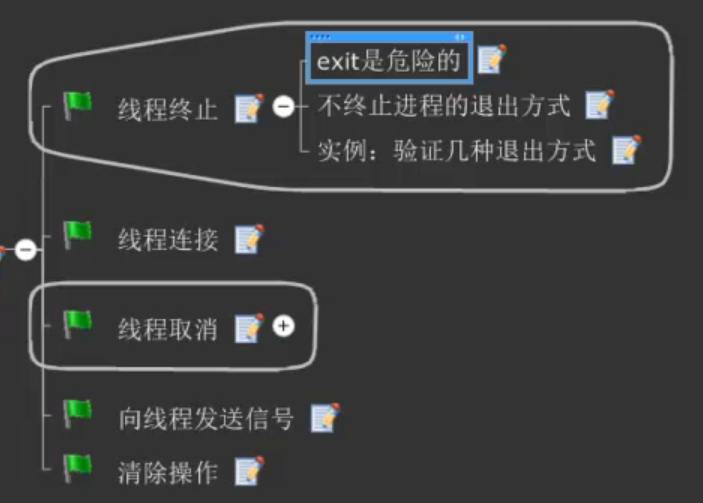 exit是危险的
线程终止
不终止进程的退出方式
实例：验证几种退出方式
线程连接
线程取消
向线程发送信号
清除操作